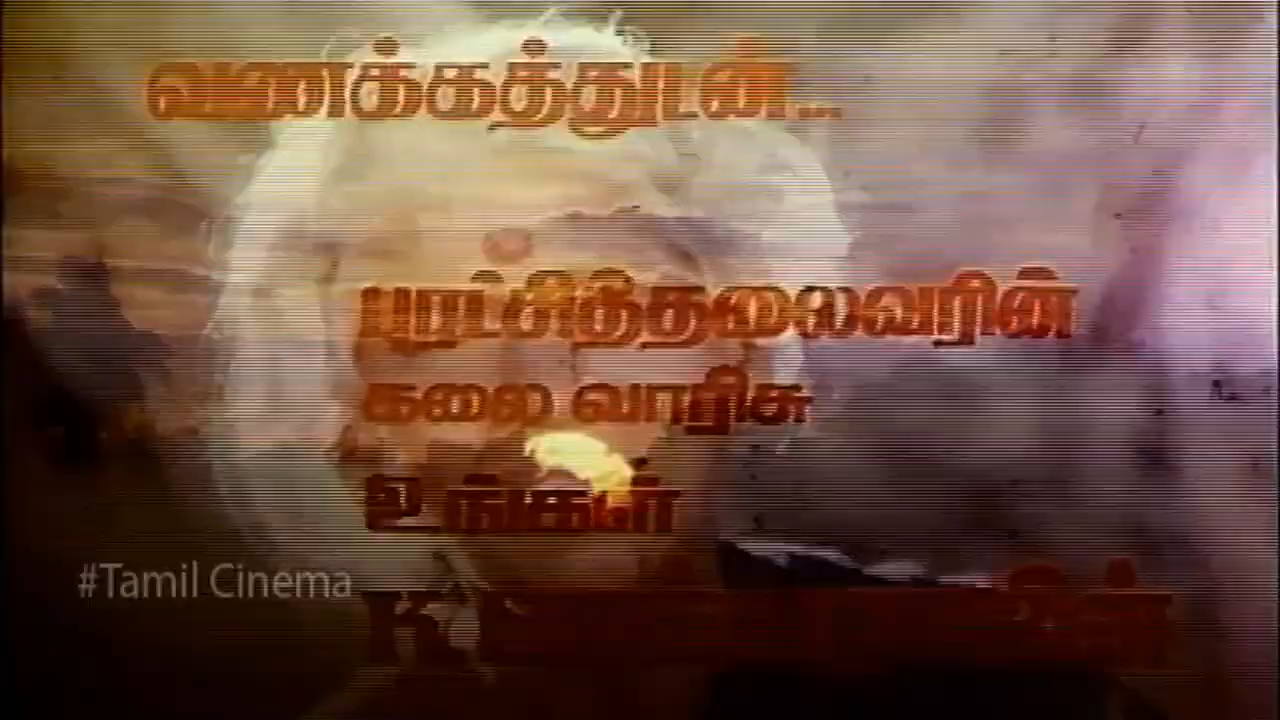 வணக்கத்துடன்...
புரட்சித்தலைவரின்
கலை வாரிசு
உங்கள்
#Tamil Cinema